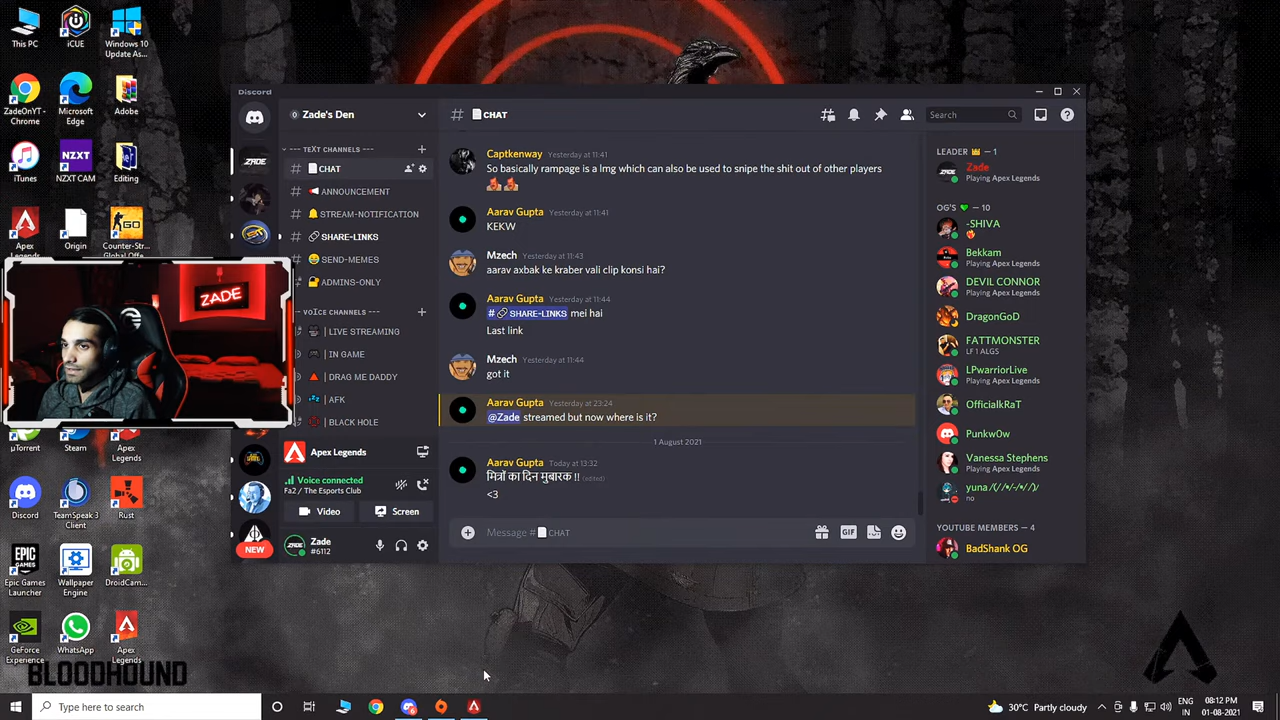 This PC
iCUE
Windows 10
Update As...
ZadeOnYT -
Chrome
Microsoft
Edge
Adobe
iTunes
NZXT
NZXT CAM
Editing
Apex
Legends
Origin
GO
Counter-Str...
Global Offe...
ZADE
µTorrent
Steam
Apex
Legends
Discord
TeamSpeak 3
Client
Rust
EPIC
GAMES
Epic Games
Launcher
Wallpaper
Engine
DroidCam...
GeForce
Experience
WhatsApp
Apex
Legends
BLOODHOUND
Discord
Zade's Den
ZADE
TEXT CHANNELS
CHAT
ANNOUNCEMENT
STREAM-NOTIFICATION
SHARE-LINKS
SEND-MEMES
ADMINS-ONLY
VOICE CHANNELS
| LIVE STREAMING
| IN GAME
| DRAG ME DADDY
| AFK
| BLACK HOLE
Apex Legends
Voice connected
Fa2 / The Esports Club
Video
Screen
NEW
ZADE
Zade
#6112
# CHAT
Search
Captkenway Yesterday at 11:41
So basically rampage is a lmg which can also be used to snipe the shit out of other players
Aarav Gupta Yesterday at 11:41
KEKW
Mzech Yesterday at 11:43
aarav axbak ke kraber vali clip konsi hai?
Aarav Gupta Yesterday at 11:44
# SHARE-LINKS mei hai
Last link
Mzech Yesterday at 11:44
got it
Aarav Gupta Yesterday at 23:24
@Zade streamed but now where is it?
1 August 2021
Aarav Gupta Today at 13:32
मित्रों का दिन मुबारक !! (edited)
<3
Message # CHAT
GIF
LEADER — 1
ZADE
Zade
Playing Apex Legends
OG'S — 10
-SHIVA
Bekkam
Playing Apex Legends
DEVIL CONNOR
Playing Apex Legends
DragonGoD
FATTMONSTER
LF 1 ALGS
LPwarriorLive
Playing Apex Legends
OfficialkRaT
Punkw0w
Vanessa Stephens
Playing Apex Legends
yuna /(//•/-/•//)/
no
YOUTUBE MEMBERS — 4
BadShank OG
Type here to search
30°C Partly cloudy
ENG
IN
08:12 PM
01-08-2021